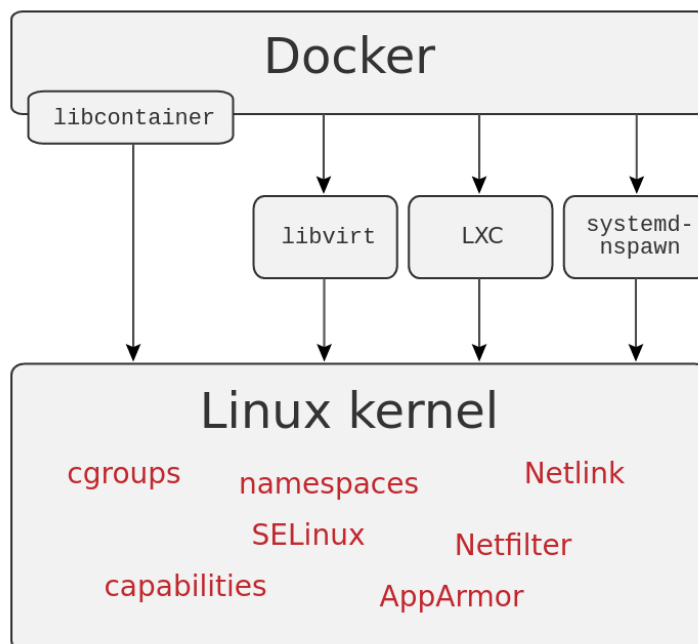 Docker
libcontainer
libvirt
LXC
systemd-
nspawn
Linux kernel
cgroups
namespaces
Netlink
SELinux
Netfilter
capabilities
AppArmor